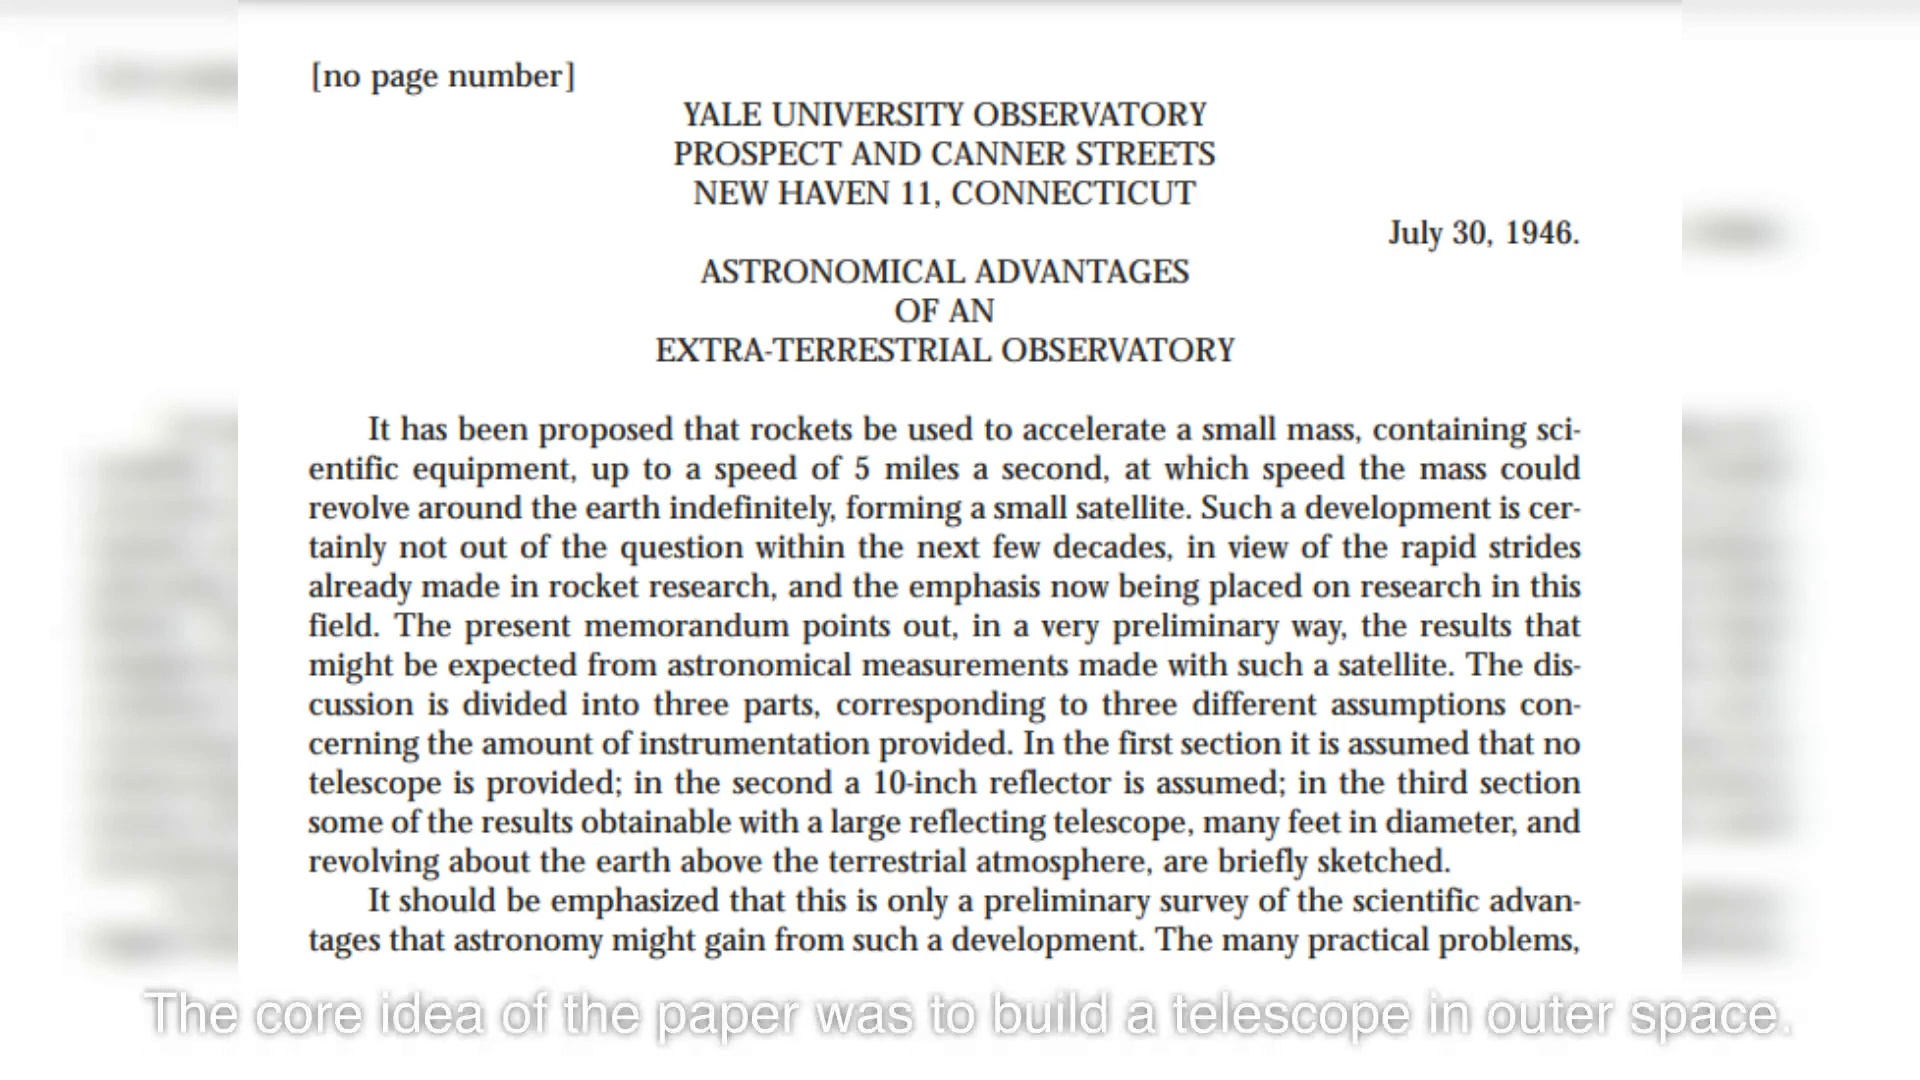 [no page number]
YALE UNIVERSITY OBSERVATORY
PROSPECT AND CANNER STREETS
NEW HAVEN 11, CONNECTICUT
July 30, 1946.
ASTRONOMICAL ADVANTAGES
OF AN
EXTRA-TERRESTRIAL OBSERVATORY
It has been proposed that rockets be used to accelerate a small mass, containing sci-
entific equipment, up to a speed of 5 miles a second, at which speed the mass could
revolve around the earth indefinitely, forming a small satellite. Such a development is cer-
tainly not out of the question within the next few decades, in view of the rapid strides
already made in rocket research, and the emphasis now being placed on research in this
field. The present memorandum points out, in a very preliminary way, the results that
might be expected from astronomical measurements made with such a satellite. The dis-
cussion is divided into three parts, corresponding to three different assumptions con-
cerning the amount of instrumentation provided. In the first section it is assumed that no
telescope is provided; in the second a 10-inch reflector is assumed; in the third section
some of the results obtainable with a large reflecting telescope, many feet in diameter, and
revolving about the earth above the terrestrial atmosphere, are briefly sketched.
It should be emphasized that this is only a preliminary survey of the scientific advan-
tages that astronomy might gain from such a development. The many practical problems,
The core idea of the paper was to build a telescope in outer space.